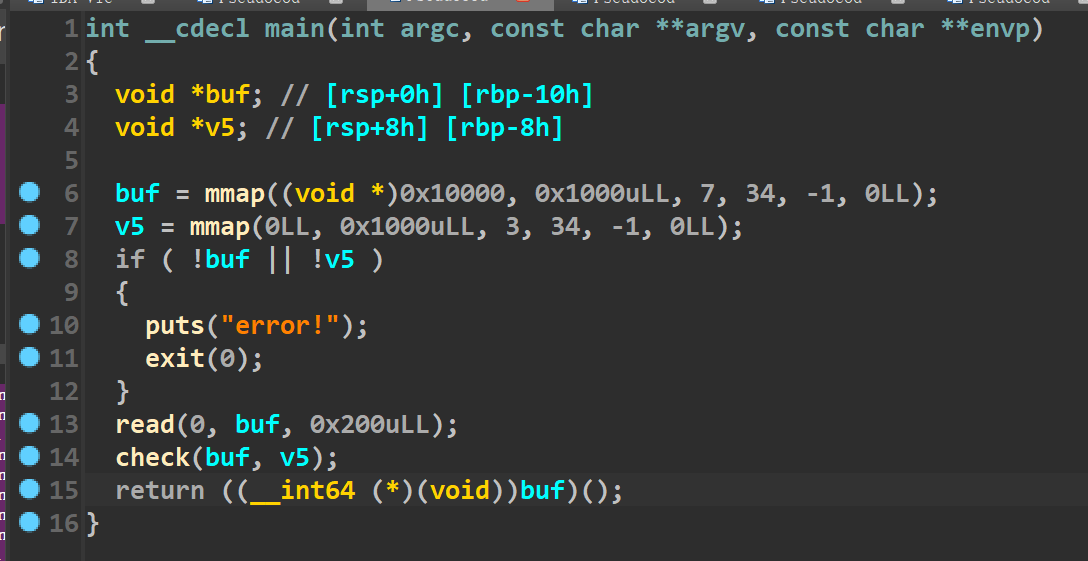 1 int __cdecl main(int argc, const char **argv, const char **envp)
2 {
3 void *buf; // [rsp+0h] [rbp-10h]
4 void *v5; // [rsp+8h] [rbp-8h]
5
6 buf = mmap((void *)0x10000, 0x1000uLL, 7, 34, -1, 0LL);
7 v5 = mmap(0LL, 0x1000uLL, 3, 34, -1, 0LL);
8 if ( !buf || !v5 )
9 {
10 puts("error!");
11 exit(0);
12 }
13 read(0, buf, 0x200uLL);
14 check(buf, v5);
15 return ((__int64 (*)(void))buf)();
16 }